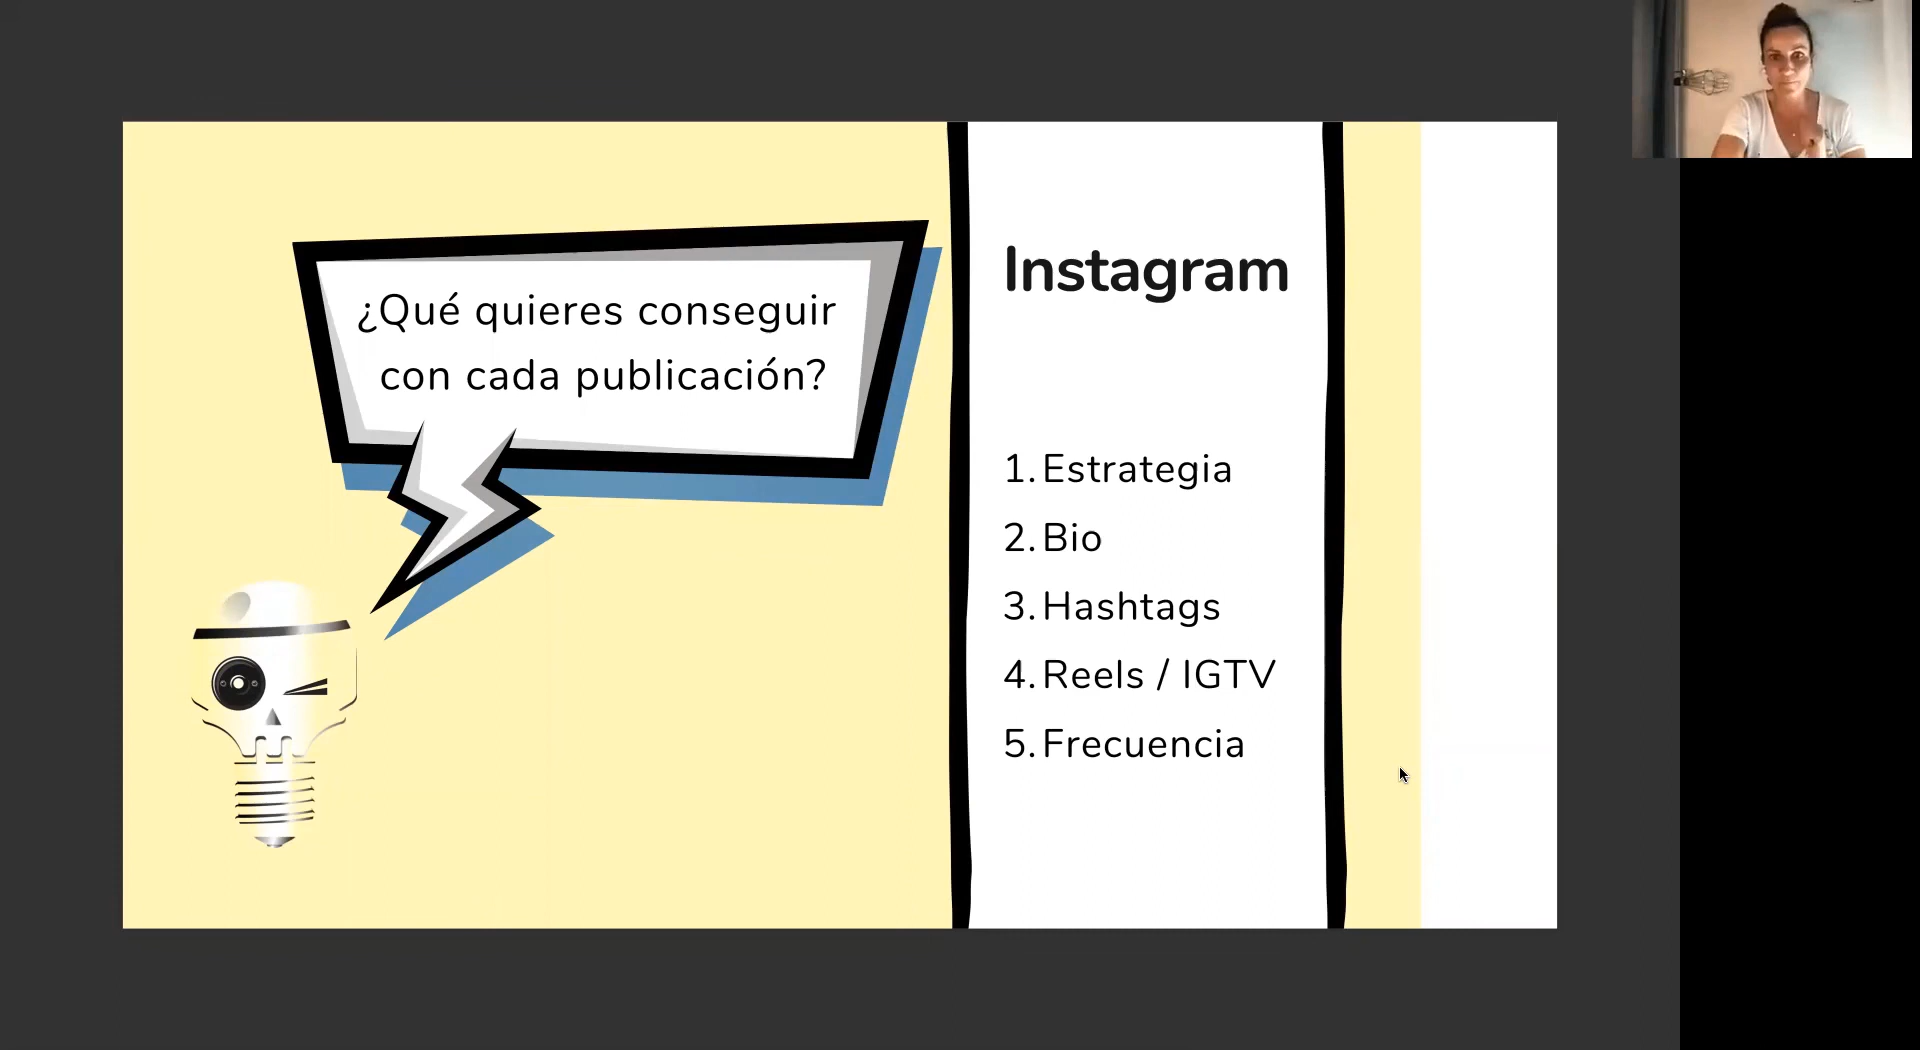 ¿Qué quieres conseguir
con cada publicación?
Instagram
1. Estrategia
2. Bio
3. Hashtags
4. Reels / IGTV
5. Frecuencia